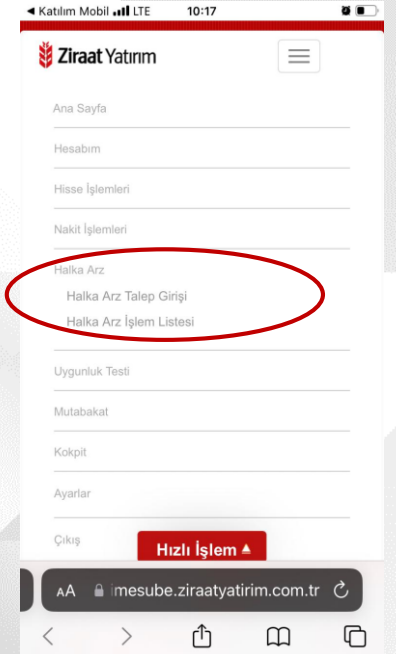 Katılım Mobil LTE 10:17
Ziraat Yatırım
Ana Sayfa
Hesabım
Hisse İşlemleri
Nakit İşlemleri
Halka Arz
Halka Arz Talep Girişi
Halka Arz İşlem Listesi
Uygunluk Testi
Mutabakat
Kokpit
Ayarlar
Çıkış
Hızlı İşlem
AA imesube.ziraatyatirim.com.tr